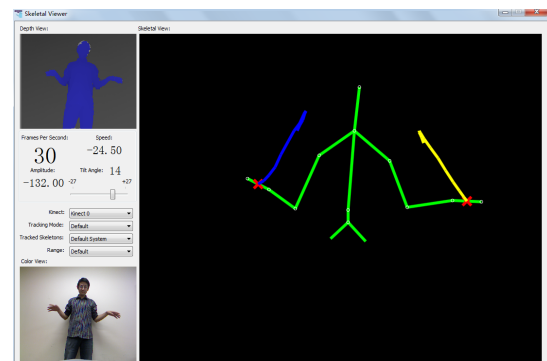 Skeletal Viewer
Depth View:
Skeletal View:
Frames Per Second:
Speed:
30
-24.50
Amplitude:
Tilt Angle: 14
-132.00
-27
+27
Kinect: Kinect 0
Tracking Mode: Default
Tracked Skeletons: Default System
Range: Default
Color View: